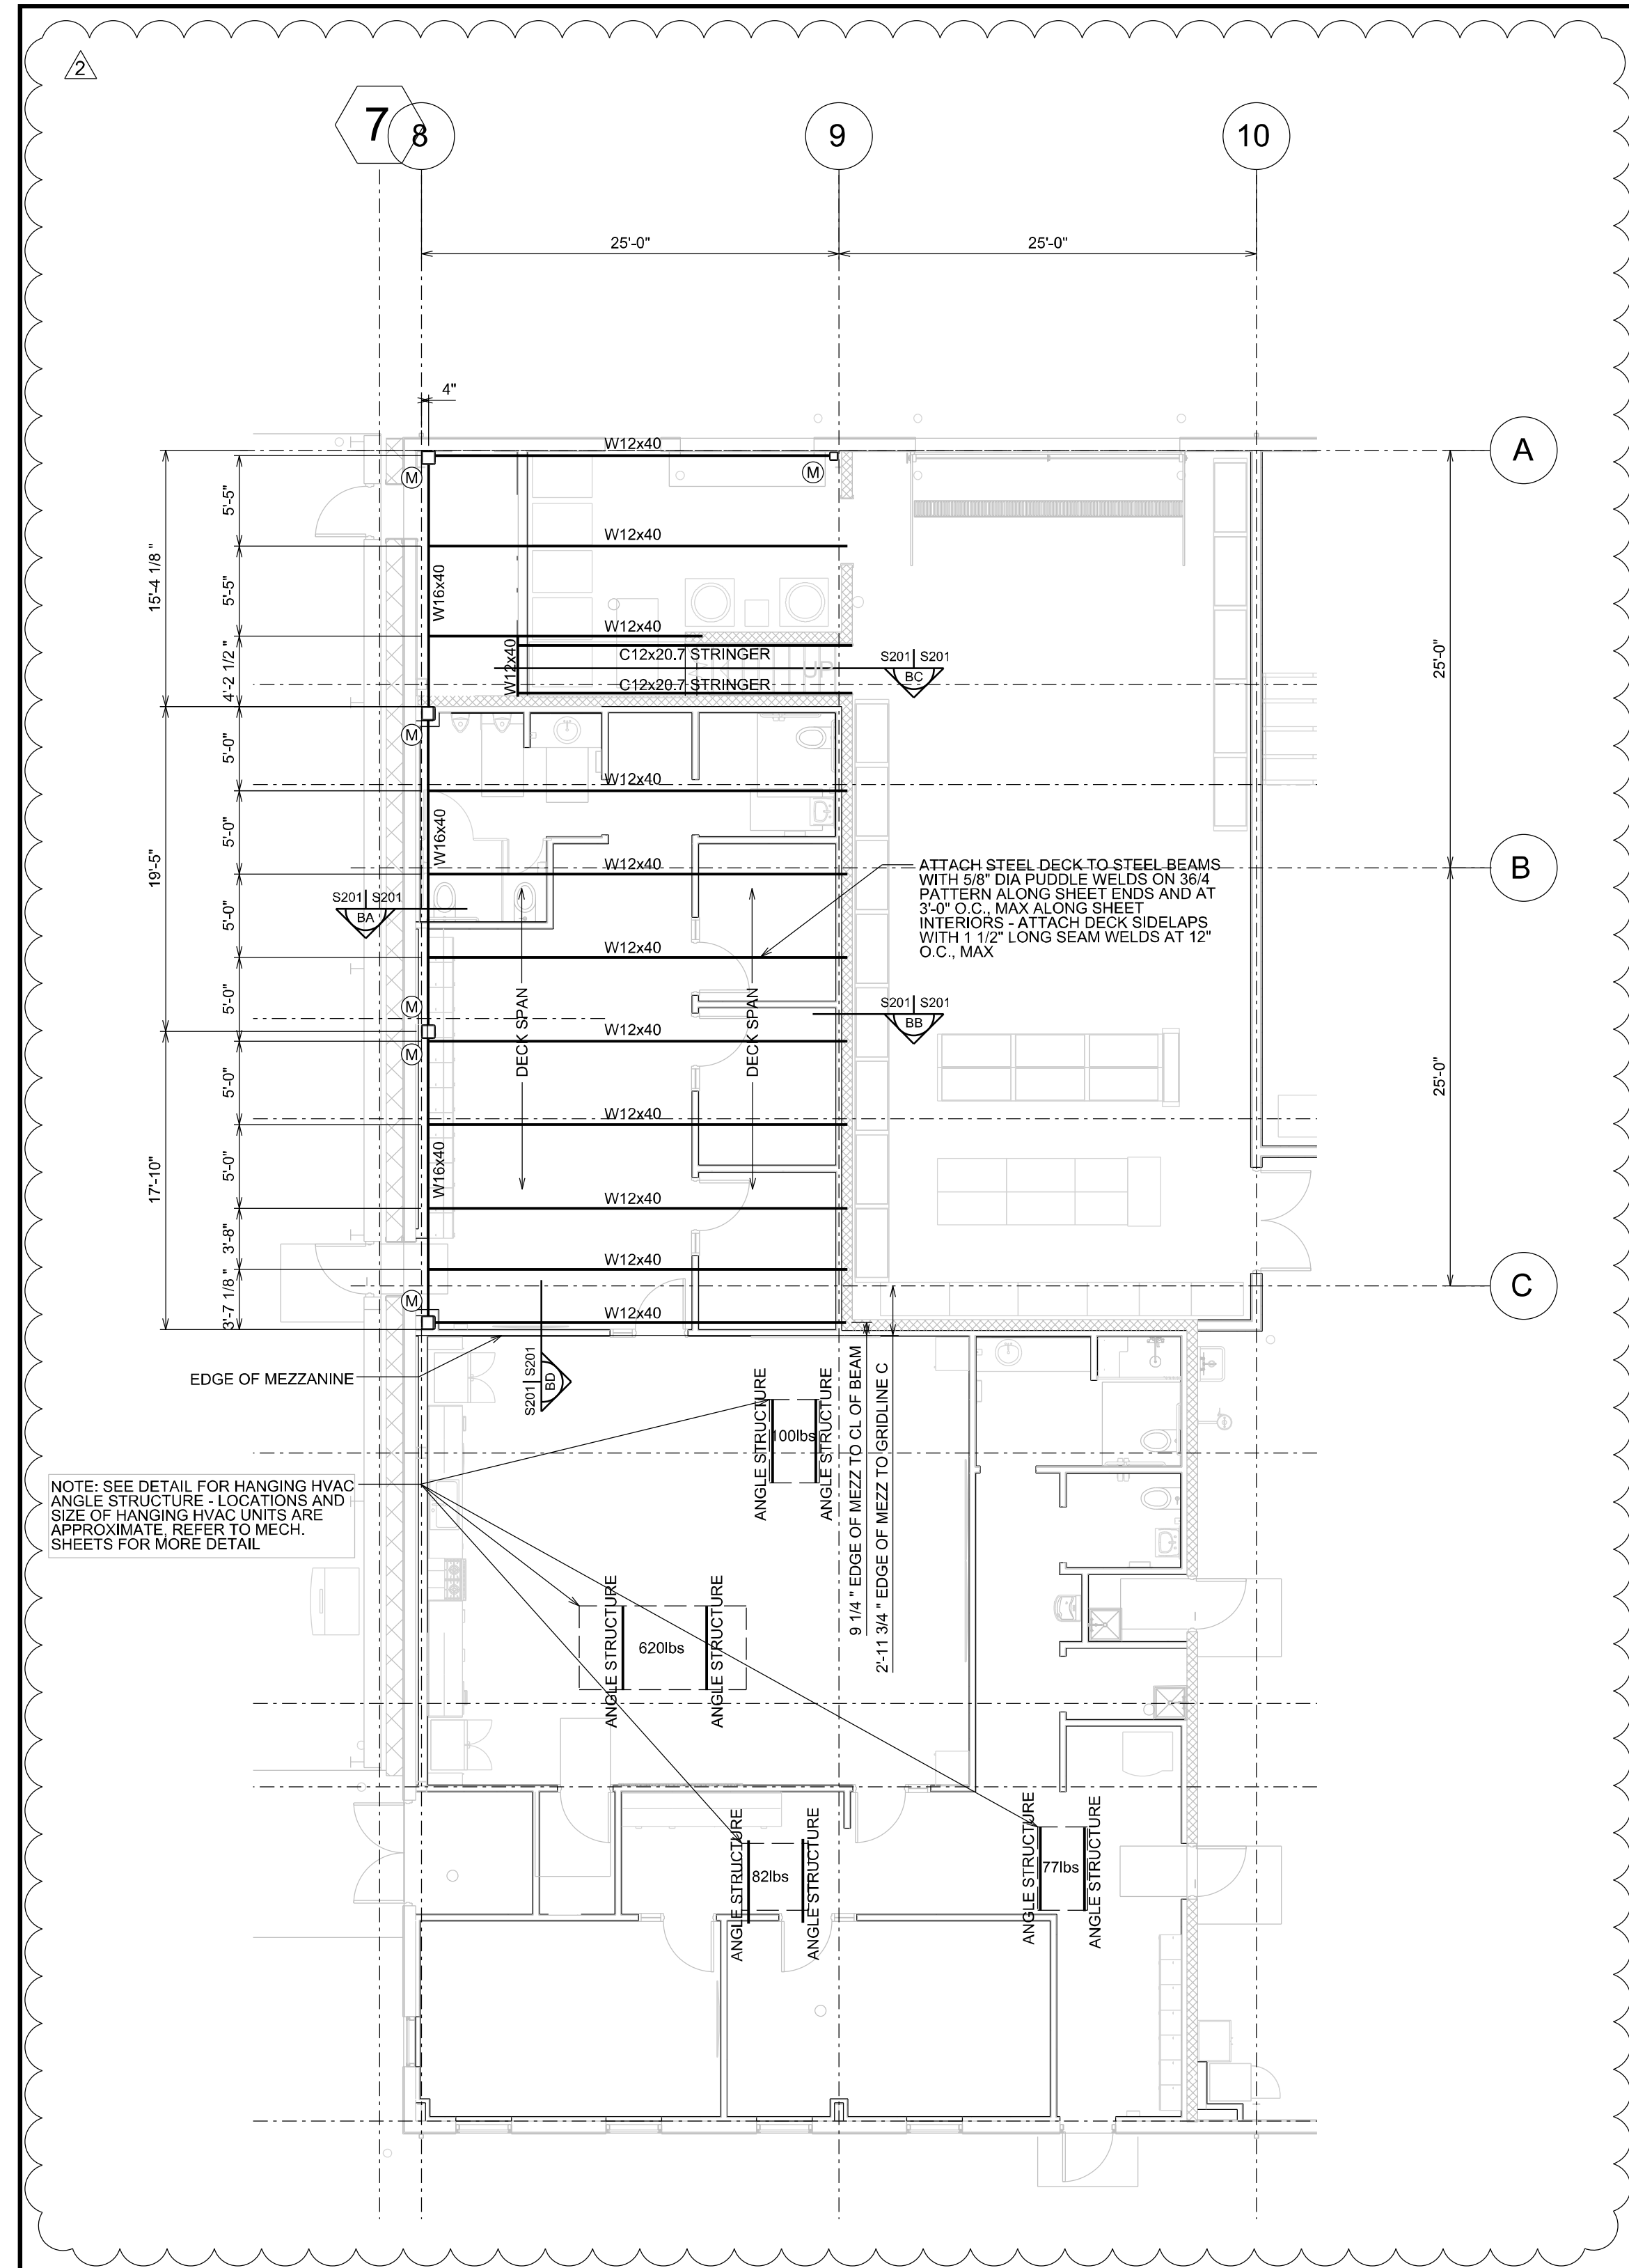 2
7
8
9
10
25'-0"
25'-0"
4"
W12x40
A
M
M
5'-5"
W12x40
15'-4 1/8 "
5'-5"
W16x40
W12x40
C12x20.7 STRINGER
W12x40
4'-2 1/2 "
UP
S201 S201
BC
C12x20.7 STRINGER
25'-0"
M
5'-0"
W12x40
5'-0"
W16x40
19'-5"
W12x40
B
ATTACH STEEL DECK TO STEEL BEAMS
WITH 5/8" DIA PUDDLE WELDS ON 36/4
PATTERN ALONG SHEET ENDS AND AT
3'-0" O.C., MAX ALONG SHEET
INTERIORS - ATTACH DECK SIDELAPS
WITH 1 1/2" LONG SEAM WELDS AT 12"
O.C., MAX
S201 S201
BA
5'-0"
W12x40
5'-0"
M
DECK SPAN
DECK SPAN
S201 S201
BB
W12x40
M
5'-0"
25'-0"
W12x40
17'-10"
5'-0"
W16x40
W12x40
3'-8"
W12x40
C
M
3'-7 1/8 "
W12x40
EDGE OF MEZZANINE
S201 S201
BD
9 1/4 " EDGE OF MEZZ TO CL OF BEAM
2'-11 3/4 " EDGE OF MEZZ TO GRIDLINE C
ANGLE STRUCTURE
100lbs
ANGLE STRUCTURE
NOTE: SEE DETAIL FOR HANGING HVAC
ANGLE STRUCTURE - LOCATIONS AND
SIZE OF HANGING HVAC UNITS ARE
APPROXIMATE, REFER TO MECH.
SHEETS FOR MORE DETAIL
ANGLE STRUCTURE
620lbs
ANGLE STRUCTURE
ANGLE STRUCTURE
82lbs
ANGLE STRUCTURE
ANGLE STRUCTURE
77lbs
ANGLE STRUCTURE